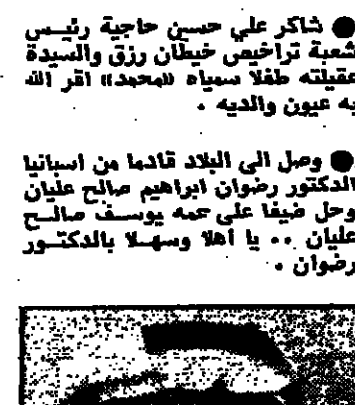 ● شاكر علي حسين حاجية رئيس
شعبة تراخيص خيطان رزق والسيدة
عقيلته طفلا سمياه «محمد» اقر الله
به عيون والديه .
● وصل الى البلاد قادما من اسبانيا
الدكتور رضوان ابراهيم صالح عليان
وحل ضيفا على عمه يوسف صالح
عليان .. يا أهلا وسهلا بالدكتور
رضوان .